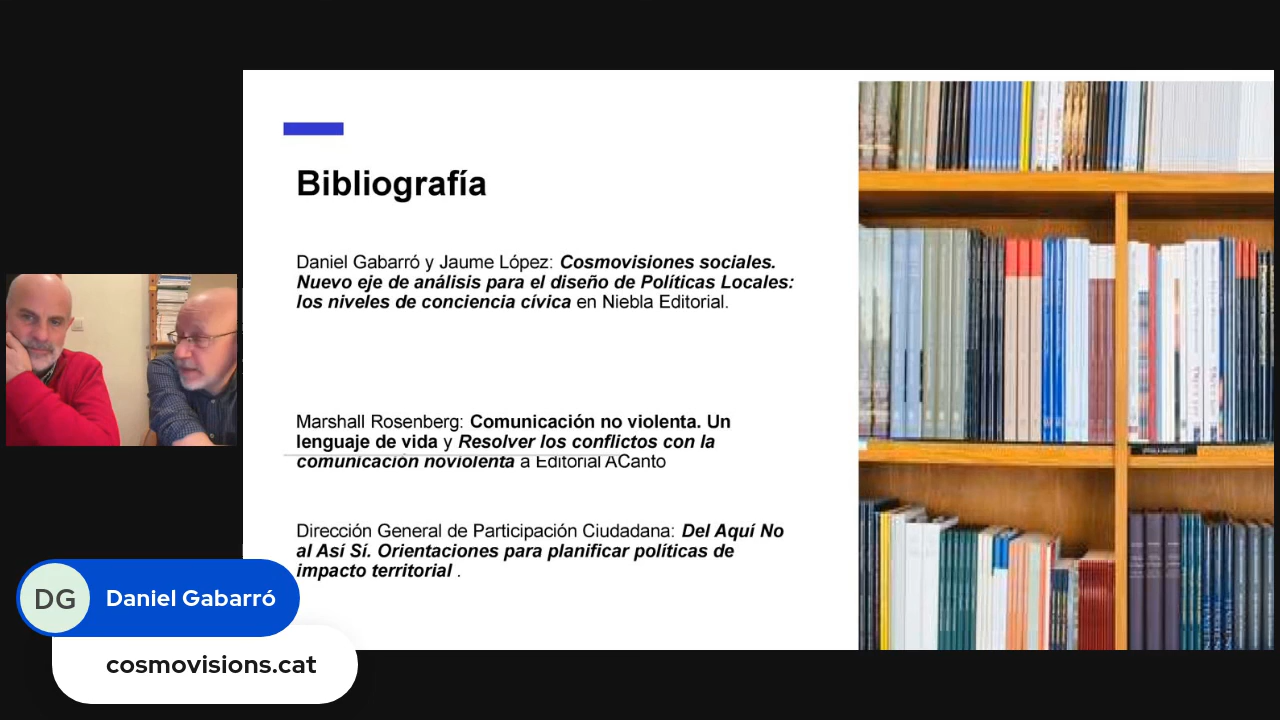 Bibliografía
Daniel Gabarró y Jaume López: Cosmovisiones sociales.
Nuevo eje de análisis para el diseño de Políticas Locales:
los niveles de conciencia cívica en Niebla Editorial.
Marshall Rosenberg: Comunicación no violenta. Un
lenguaje de vida y Resolver los conflictos con la
comunicación noviolenta a Editorial ACanto
Dirección General de Participación Ciudadana: Del Aquí No
al Así Sí. Orientaciones para planificar políticas de
impacto territorial .
DG
Daniel Gabarró
cosmovisions.cat